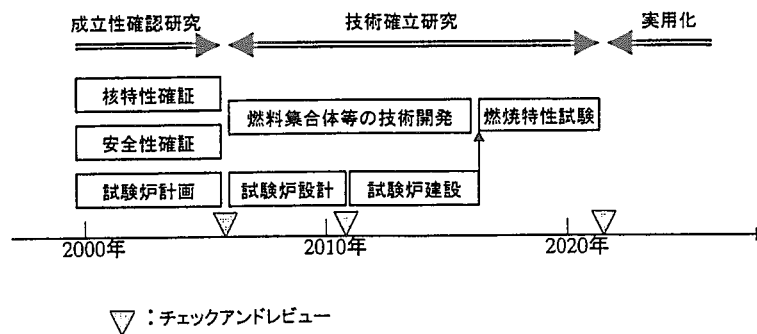 成立性確認研究 技術確立研究 実用化
核特性確証
燃料集合体等の技術開発 燃焼特性試験
安全性確証
試験炉計画 試験炉設計 試験炉建設
2000年 2010年 2020年
▽：チェックアンドレビュー